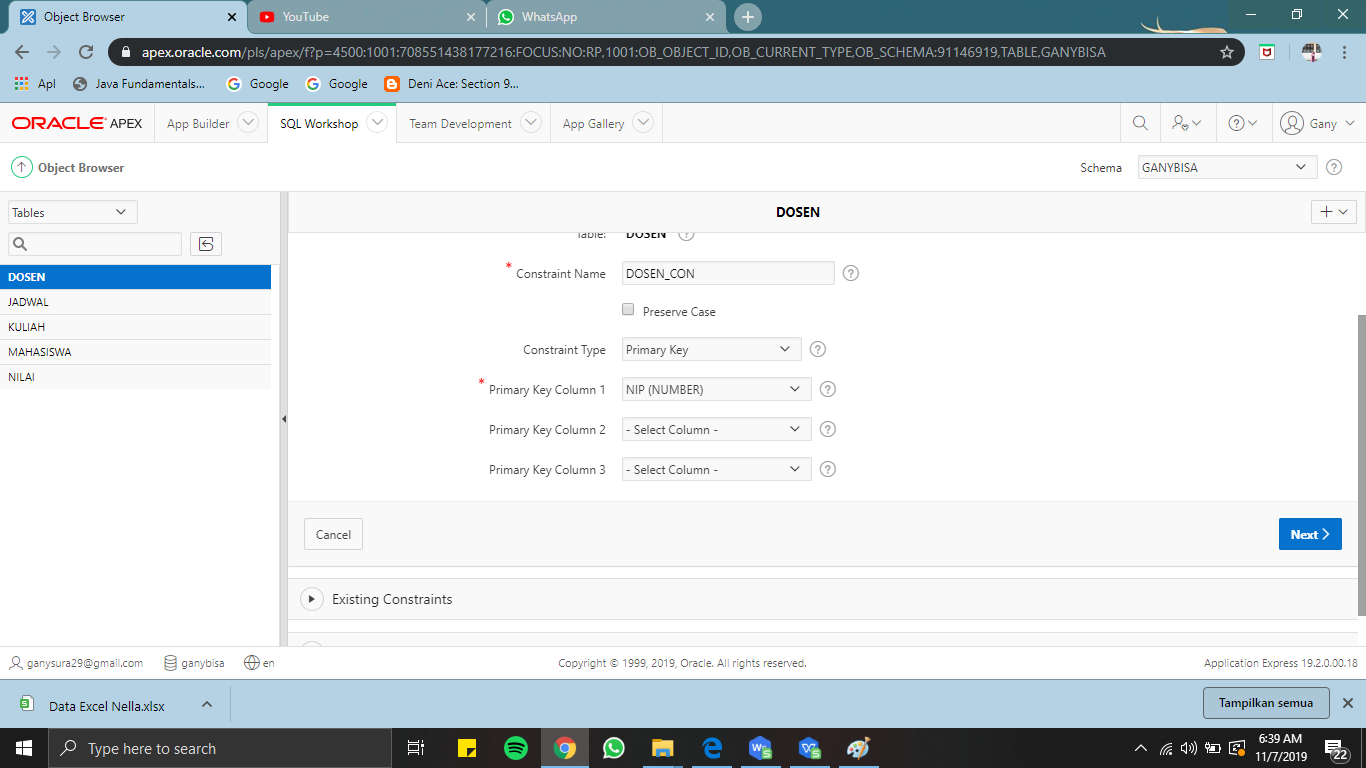 Object Browser
YouTube
WhatsApp
apex.oracle.com/pls/apex/f?p=4500:1001:708551438177216:FOCUS:NO:RP,1001:OB_OBJECT_ID,OB_CURRENT_TYPE,OB_SCHEMA:91146919,TABLE,GANYBISA
Apl
Java Fundamentals...
Google
Google
Deni Ace: Section 9...
ORACLE APEX
App Builder
SQL Workshop
Team Development
App Gallery
Gany
Object Browser
Schema
GANYBISA
Tables
DOSEN
DOSEN
JADWAL
KULIAH
MAHASISWA
NILAI
Table: DOSEN
* Constraint Name DOSEN_CON
Preserve Case
Constraint Type Primary Key
* Primary Key Column 1 NIP (NUMBER)
Primary Key Column 2 - Select Column -
Primary Key Column 3 - Select Column -
Cancel
Next
Existing Constraints
ganysura29@gmail.com
ganybisa
en
Copyright © 1999, 2019, Oracle. All rights reserved.
Application Express 19.2.0.00.18
Data Excel Nella.xlsx
Tampilkan semua
Type here to search
6:39 AM
11/7/2019
22